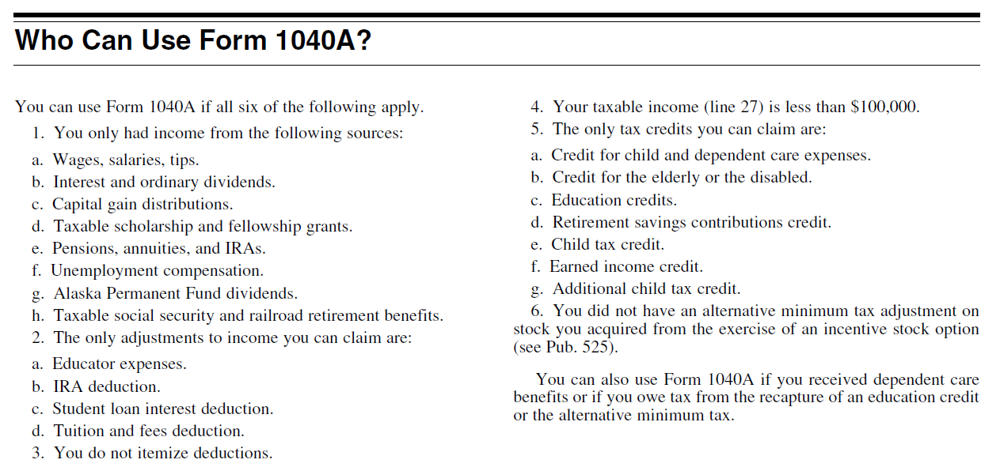 Who Can Use Form 1040A?
You can use Form 1040A if all six of the following apply.
1. You only had income from the following sources:
a. Wages, salaries, tips.
b. Interest and ordinary dividends.
c. Capital gain distributions.
d. Taxable scholarship and fellowship grants.
e. Pensions, annuities, and IRAs.
f. Unemployment compensation.
g. Alaska Permanent Fund dividends.
h. Taxable social security and railroad retirement benefits.
2. The only adjustments to income you can claim are:
a. Educator expenses.
b. IRA deduction.
c. Student loan interest deduction.
d. Tuition and fees deduction.
3. You do not itemize deductions.
4. Your taxable income (line 27) is less than $100,000.
5. The only tax credits you can claim are:
a. Credit for child and dependent care expenses.
b. Credit for the elderly or the disabled.
c. Education credits.
d. Retirement savings contributions credit.
e. Child tax credit.
f. Earned income credit.
g. Additional child tax credit.
6. You did not have an alternative minimum tax adjustment on
stock you acquired from the exercise of an incentive stock option
(see Pub. 525).
You can also use Form 1040A if you received dependent care
benefits or if you owe tax from the recapture of an education credit
or the alternative minimum tax.